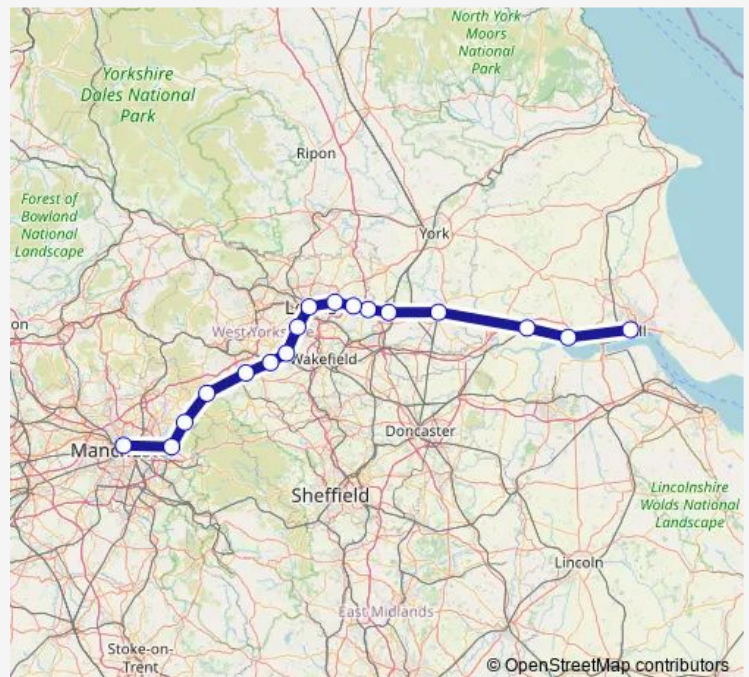 North York
Moors
National
Park
Yorkshire
Dales National
Park
Ripon
Forest of
Bowland
National
Landscape
York
on
West Yorks
Wakefield
Doncaster
Sheffield
Lincolnshire
Wolds National
Landscape
Lincoln
East Midlands
Stoke-on-
Trent
© OpenStreetMap contributors